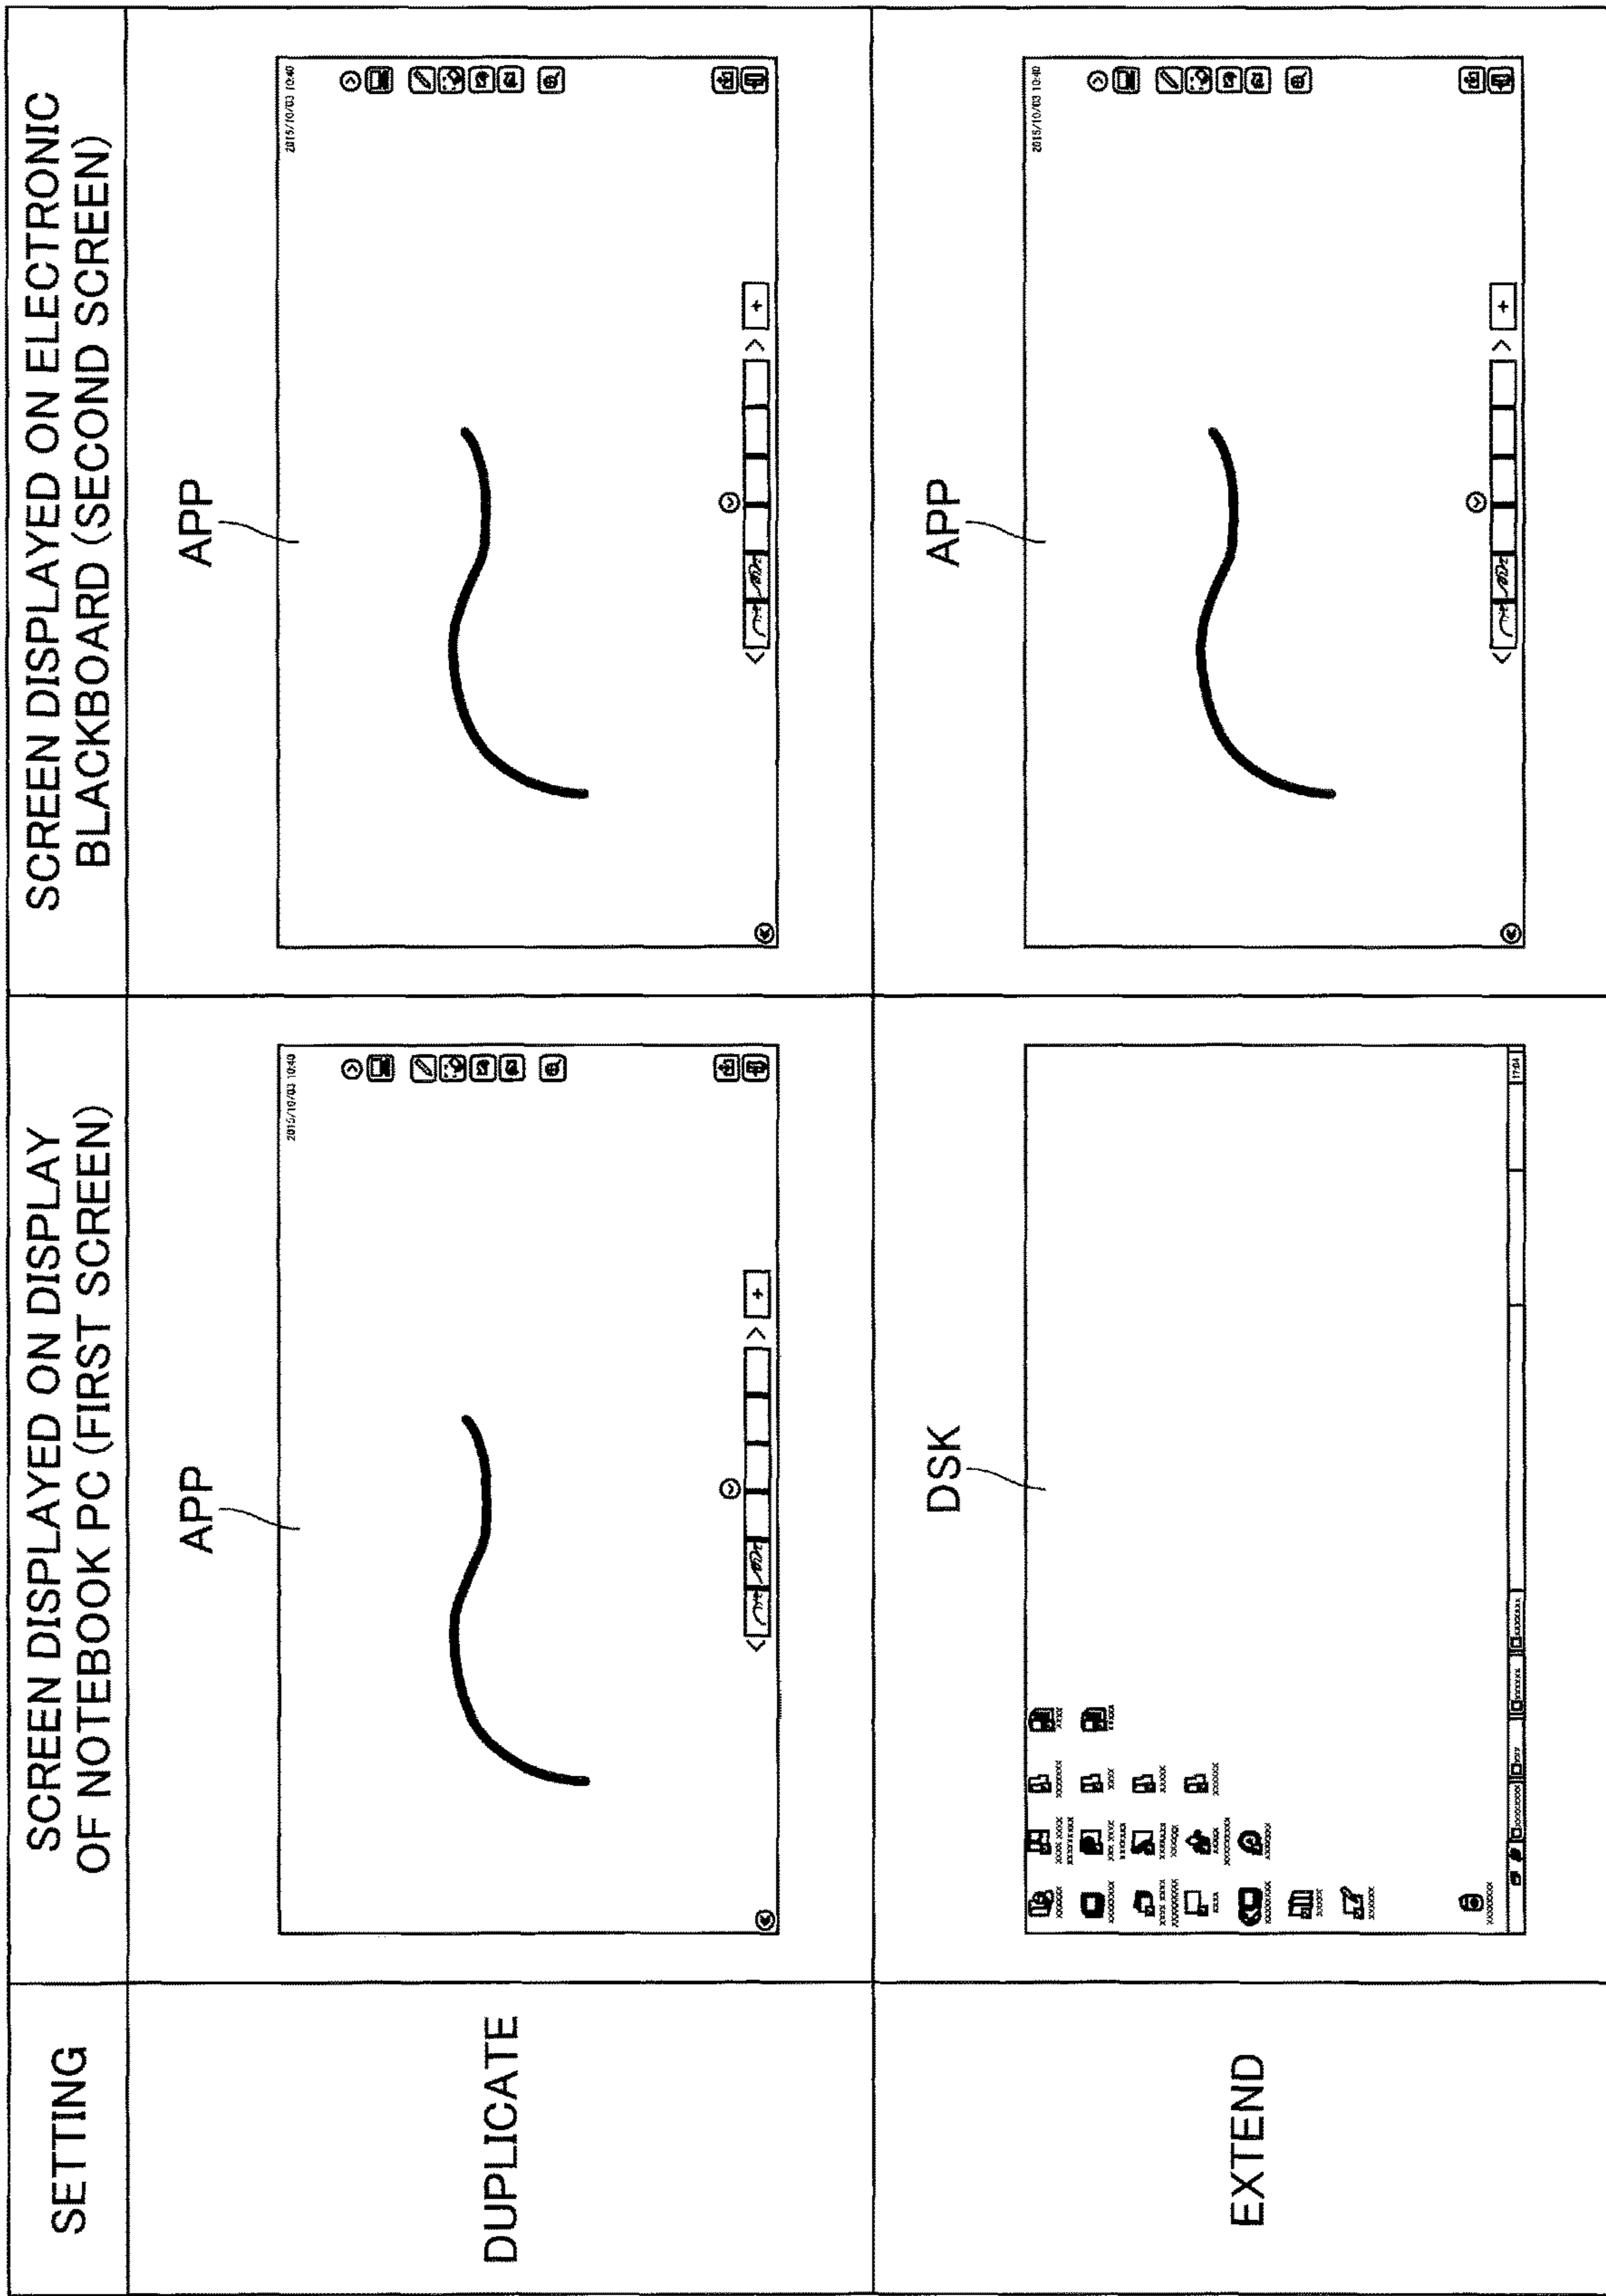 SETTING
SCREEN DISPLAYED ON DISPLAY
OF NOTEBOOK PC (FIRST SCREEN)
SCREEN DISPLAYED ON ELECTRONIC
BLACKBOARD (SECOND SCREEN)
DUPLICATE
APP
2015/10/03 10:40
+
APP
2015/10/03 10:40
+
EXTEND
DSK
17:04
APP
2015/10/03 10:40
+